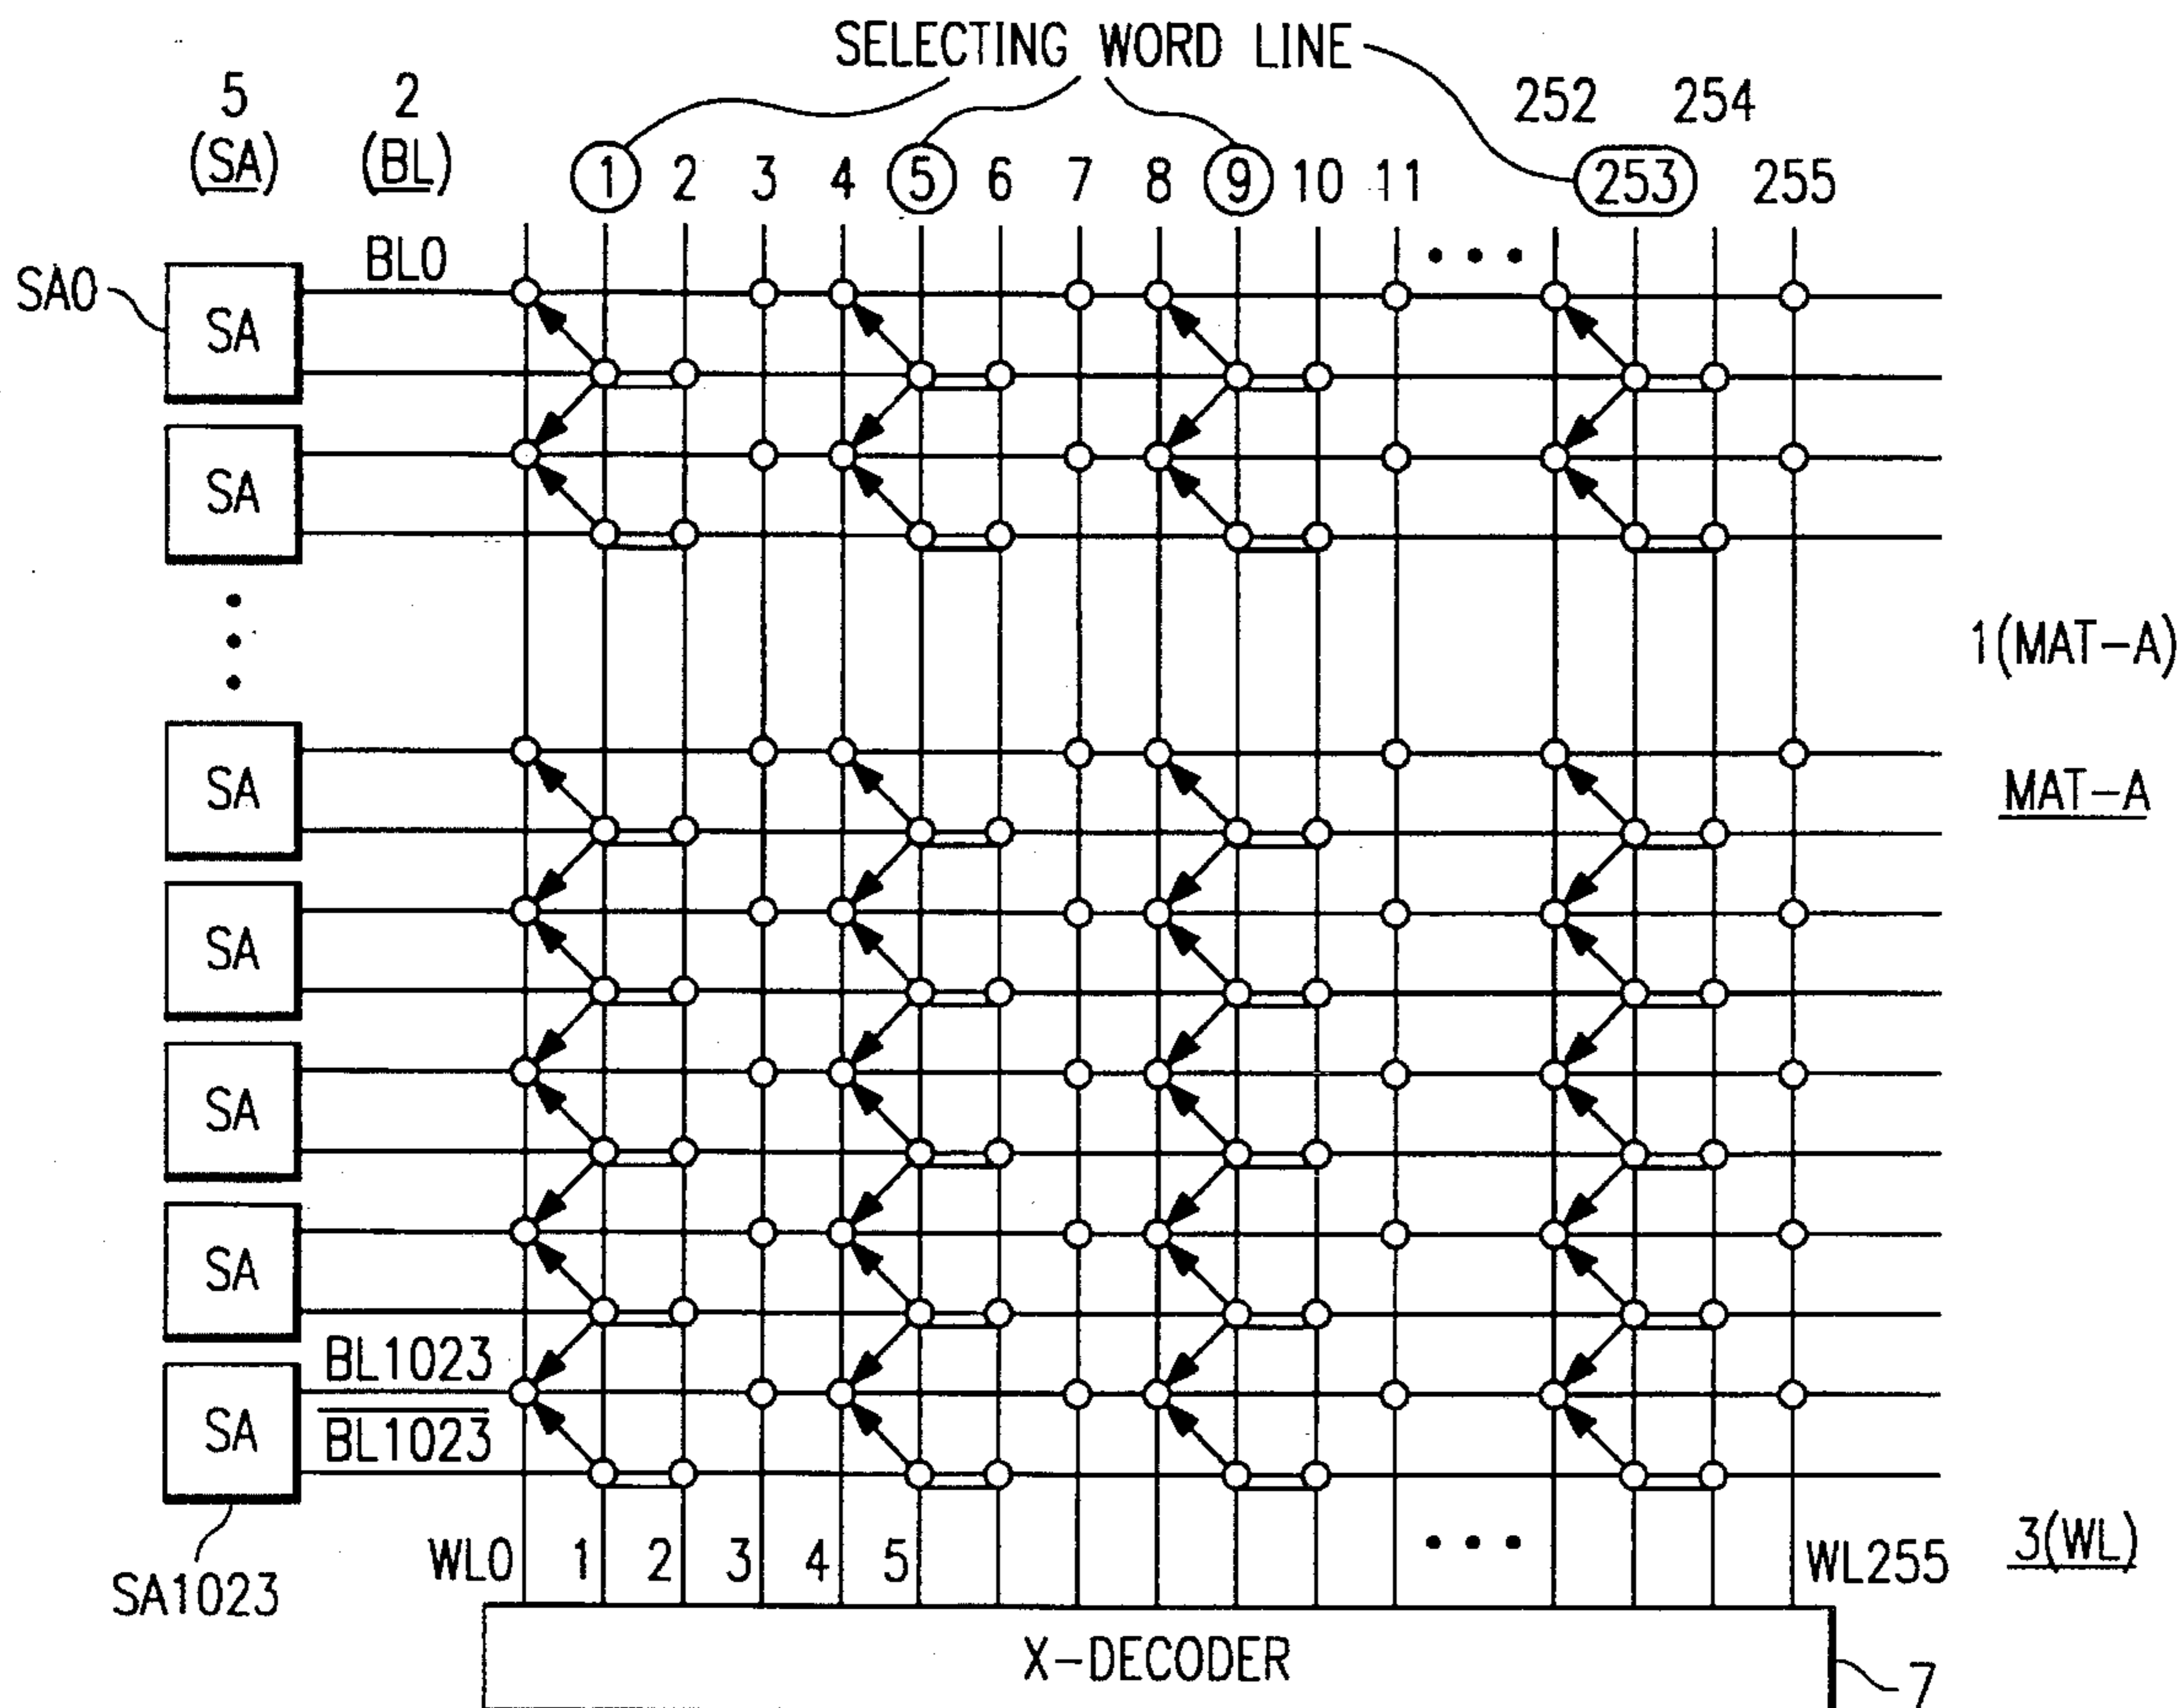 SELECTING WORD LINE
5 2 252 254
(SA) (BL) 1 2 3 4 5 6 7 8 9 10 11 253 255
BL0
SA0
SA
SA
1(MAT-A)
SA
MAT-A
SA
SA
SA
BL1023
SA
BL1023
WL0 1 2 3 4 5 WL255 3(WL)
SA1023
X-DECODER
7